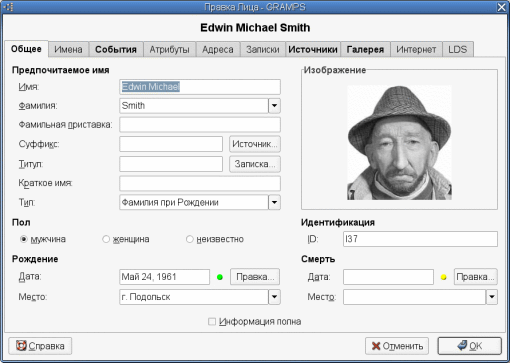 Правка Лица - GRAMPS
Edwin Michael Smith
Общее Имена События Атрибуты Адреса Записки Источники Галерея Интернет LDS
Предпочитаемое имя
Изображение
Имя: Edwin Michael
Фамилия: Smith
Фамильная приставка:
Суффикс: Источник...
Титул: Записка...
Краткое имя:
Тип: Фамилия при Рождении
Пол
Идентификация
мужчина женщина неизвестно
ID: I37
Рождение
Смерть
Дата: Май 24, 1961 Правка... Дата: Правка...
Место: г. Подольск Место:
Информация полна
Справка Отменить OK